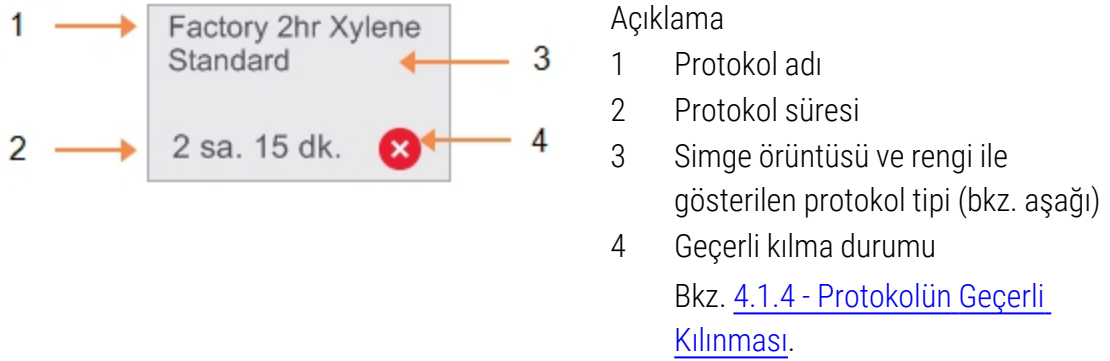 1
Factory 2hr Xylene
Standard
3
2
2 sa. 15 dk.
4
Açıklama
1 Protokol adı
2 Protokol süresi
3 Simge örüntüsü ve rengi ile
gösterilen protokol tipi (bkz. aşağı)
4 Geçerli kılma durumu
Bkz. 4.1.4 - Protokolün Geçerli
Kılınması.